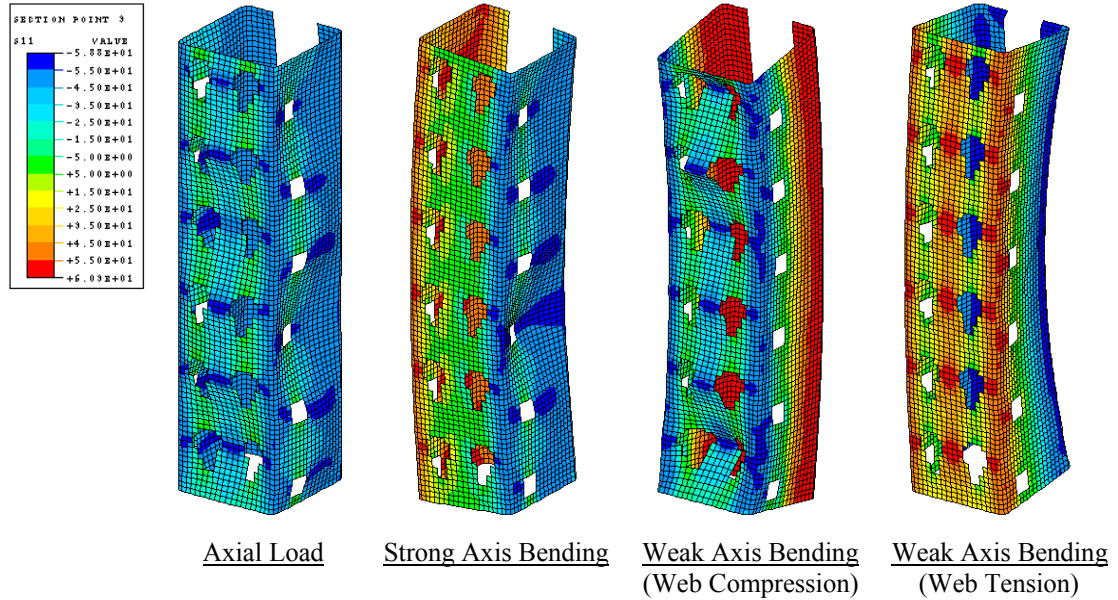 SECTION POINT 3
S11 VALUE
-5.88E+01
-5.50E+01
-4.50E+01
-3.50E+01
-2.50E+01
-1.50E+01
-5.00E+00
+5.00E+00
+1.50E+01
+2.50E+01
+3.50E+01
+4.50E+01
+5.50E+01
+6.09E+01
Axial Load
Strong Axis Bending
Weak Axis Bending
(Web Compression)
Weak Axis Bending
(Web Tension)